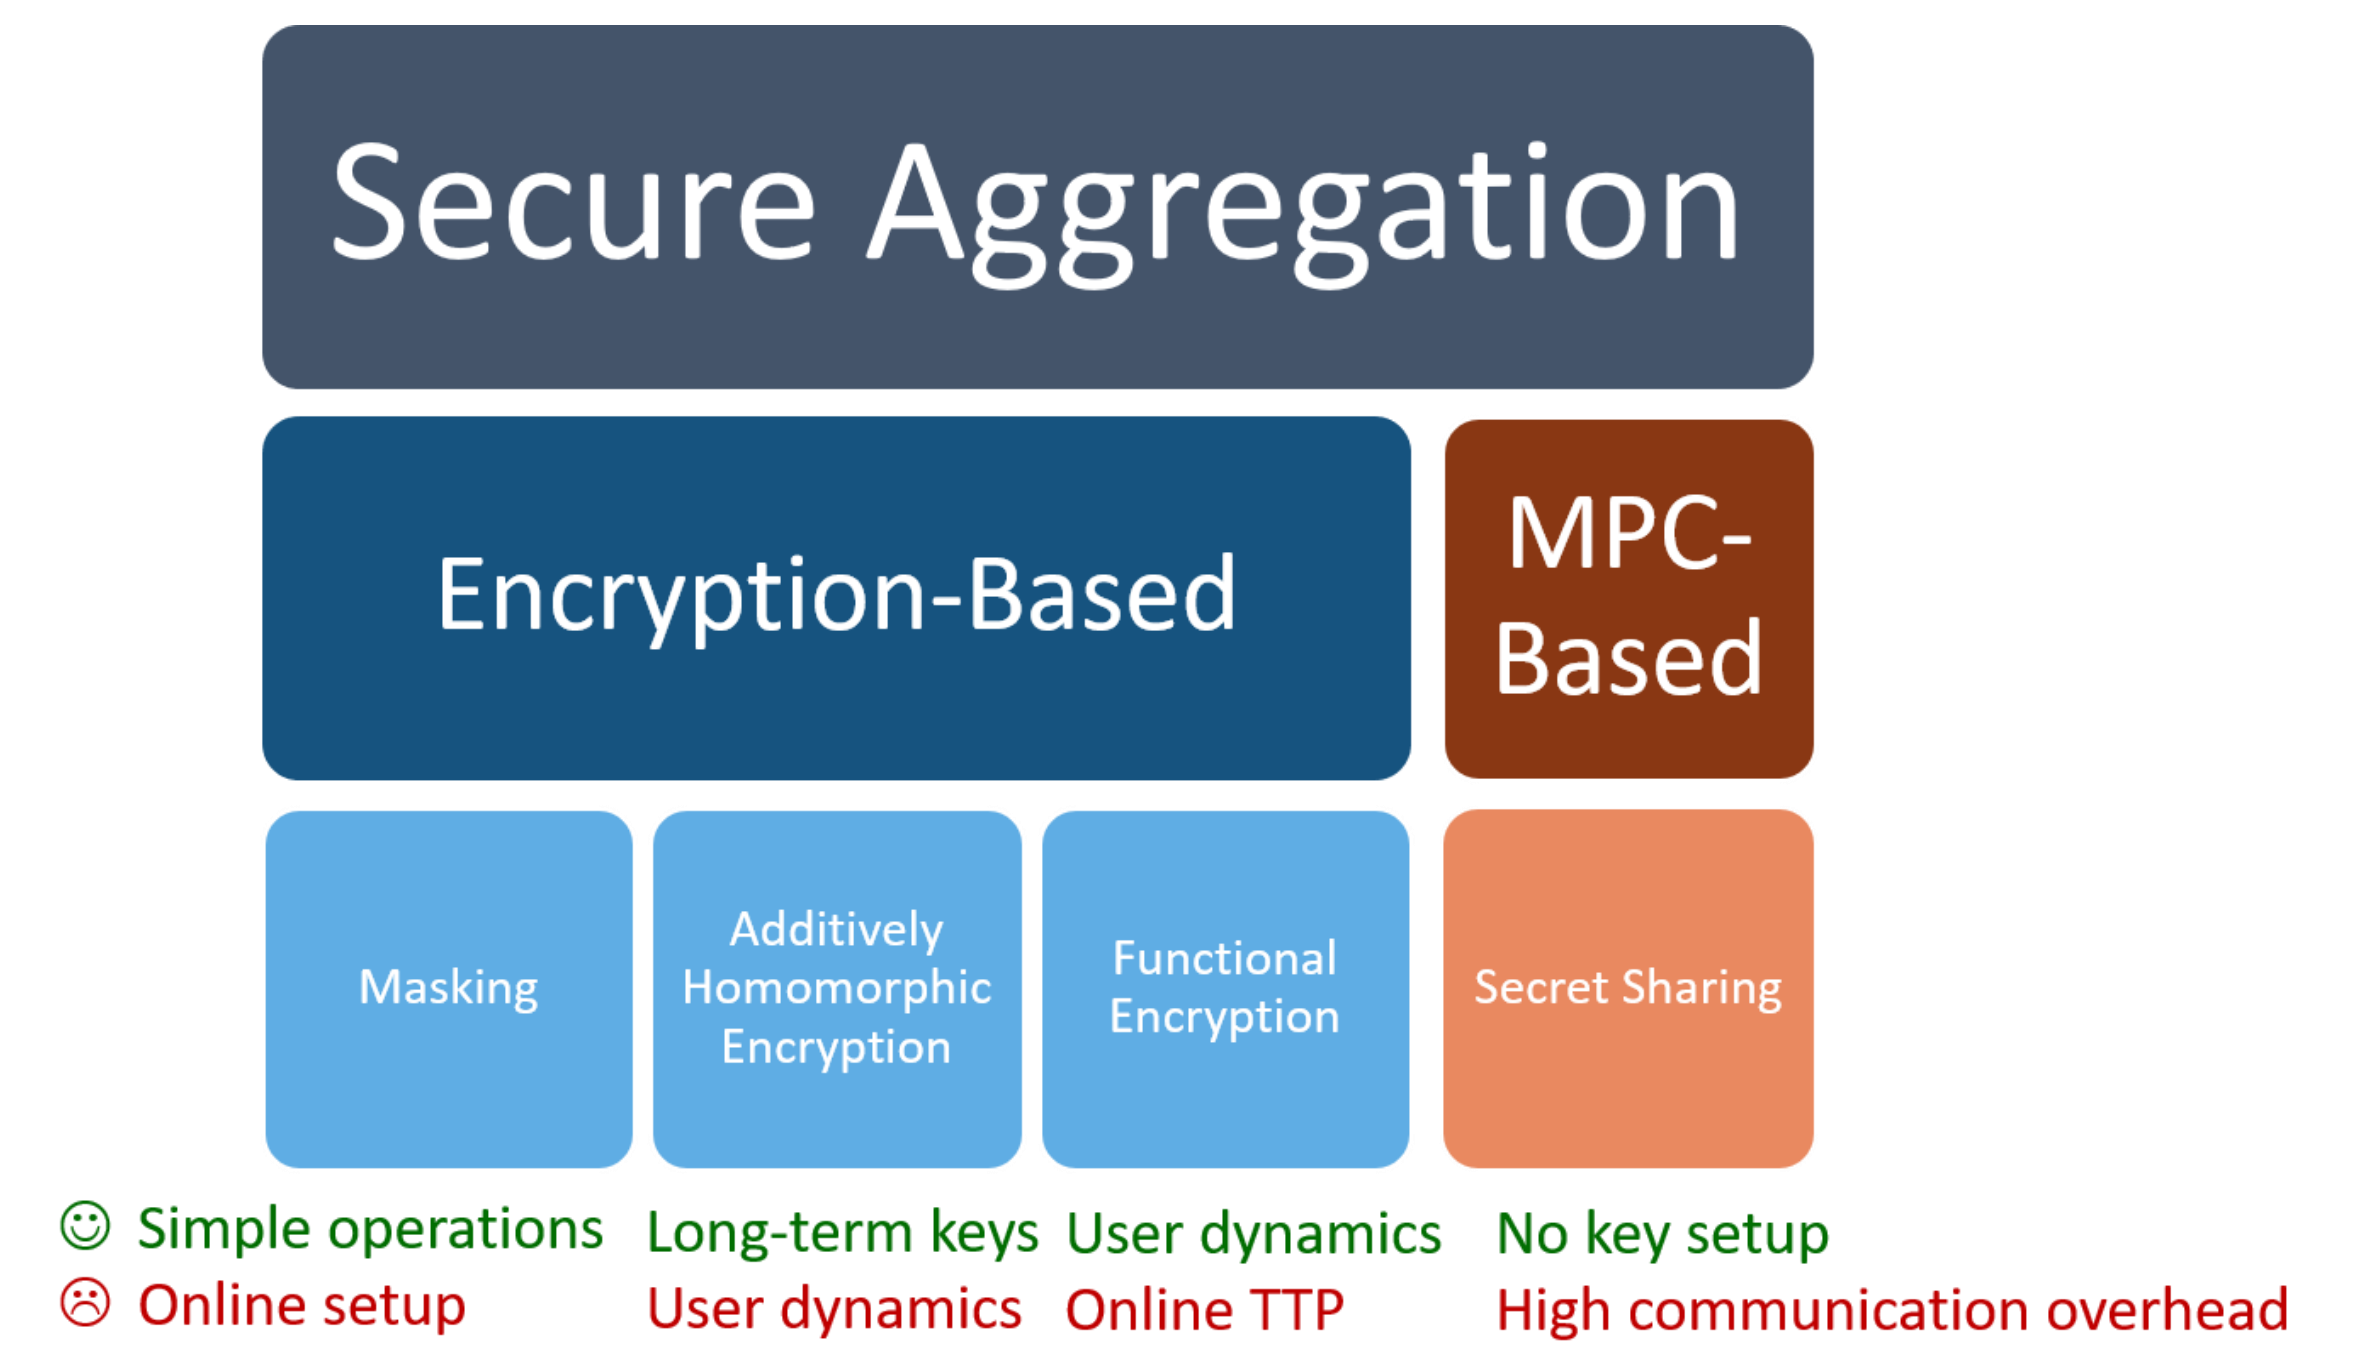 Secure Aggregation
Encryption-Based
MPC-
Based
Masking
Additively
Homomorphic
Encryption
Functional
Encryption
Secret Sharing
Simple operations
Long-term keys
User dynamics
No key setup
Online setup
User dynamics
Online TTP
High communication overhead